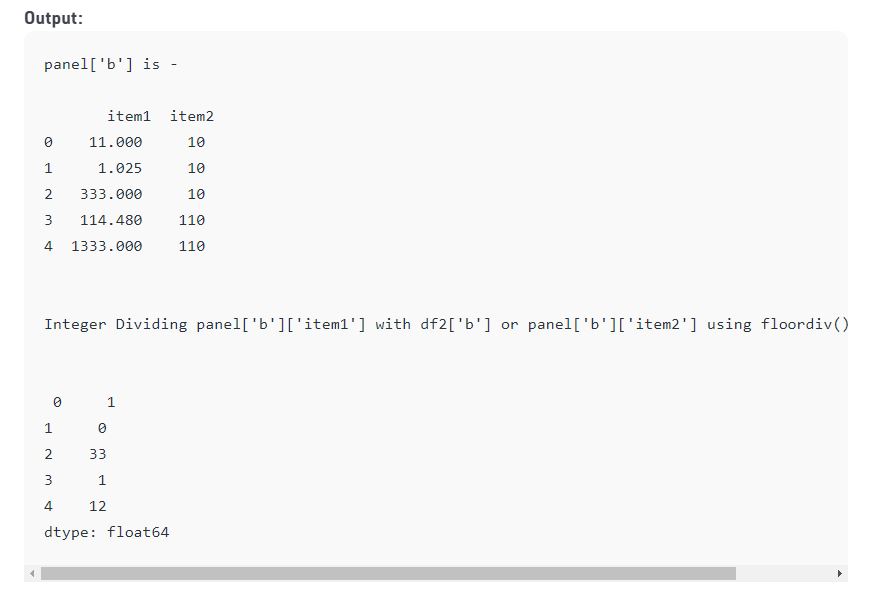 Output:
panel['b'] is -
item1 item2
0 11.000 10
1 1.025 10
2 333.000 10
3 114.480 110
4 1333.000 110
Integer Dividing panel['b']['item1'] with df2['b'] or panel['b']['item2'] using floordiv()
0 1
1 0
2 33
3 1
4 12
dtype: float64